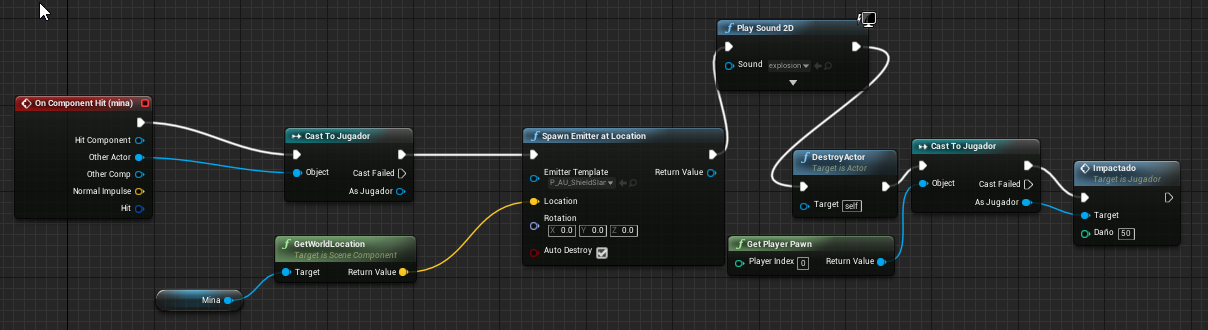 Play Sound 2D
Sound explosion
On Component Hit (mina)
Hit Component
Other Actor
Other Comp
Normal Impulse
Hit
Cast To Jugador
Object
Cast Failed
As Jugador
GetWorldLocation
Target is Scene Component
Target Return Value
Mina
Spawn Emitter at Location
Emitter Template Return Value
P_AU_ShieldSlar
Location
Rotation
X 0.0 Y 0.0 Z 0.0
Auto Destroy
DestroyActor
Target is Actor
Target self
Get Player Pawn
Player Index 0 Return Value
Cast To Jugador
Object Cast Failed
As Jugador
Impactado
Target is Jugador
Target
Daño 50